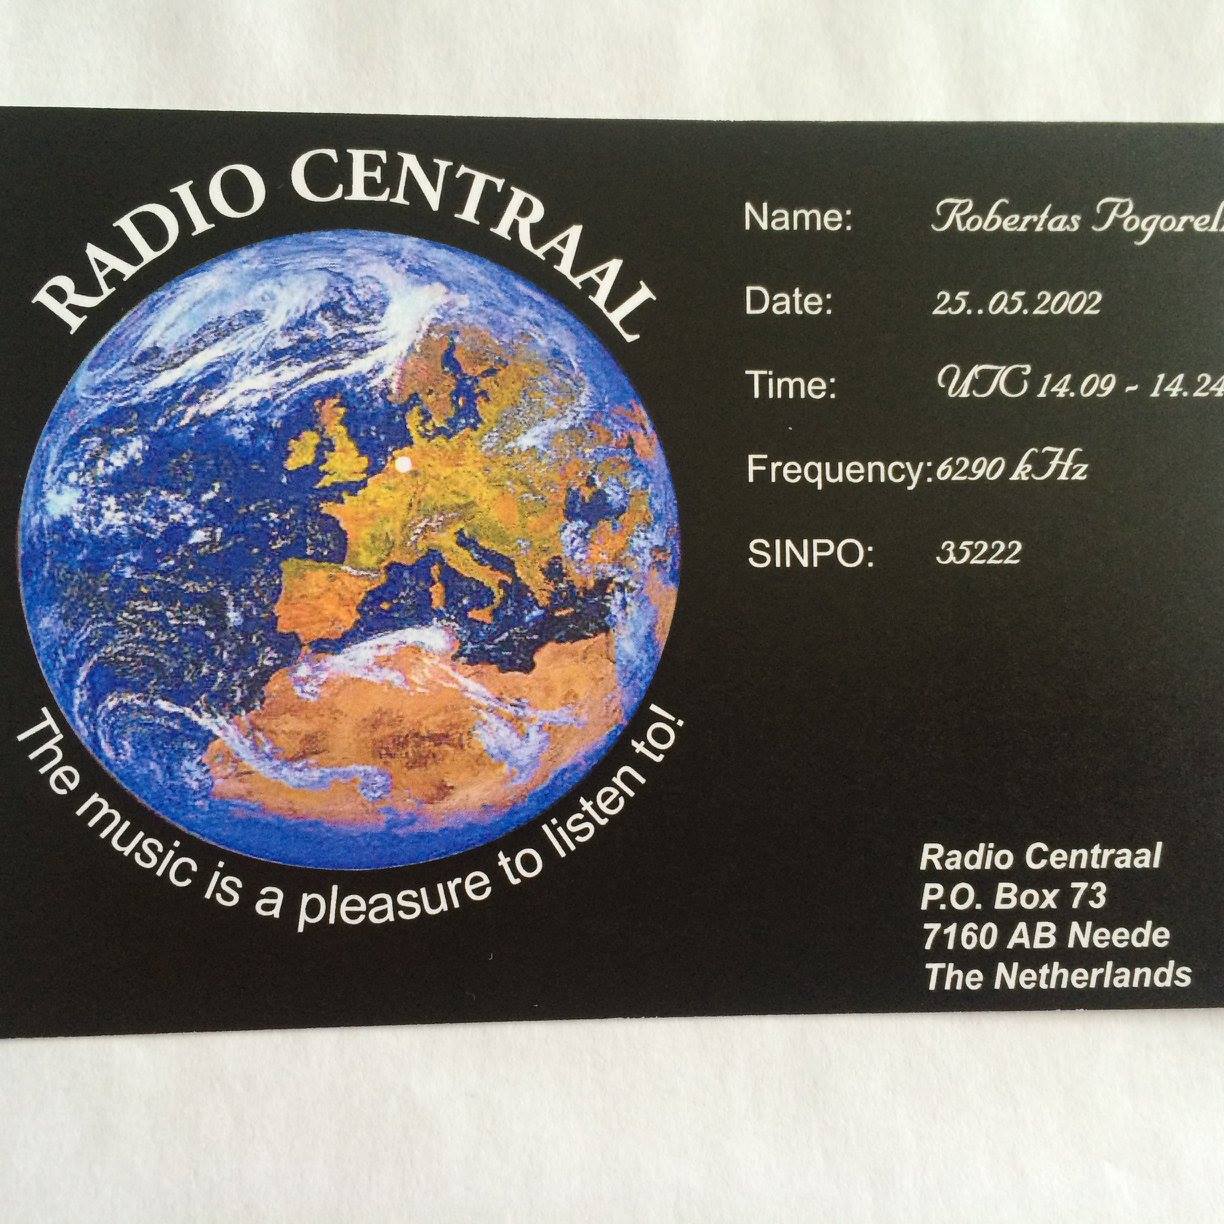 RADIO CENTRAAL
The music is a pleasure to listen to!
Name: Robertas
Date: 25..05.2002
Time: UTC 14.09 - 14.24
Frequency: 6290 kHz
SINPO: 35222
Radio Centraal
P.O. Box 73
7160 AB Neede
The Netherlands